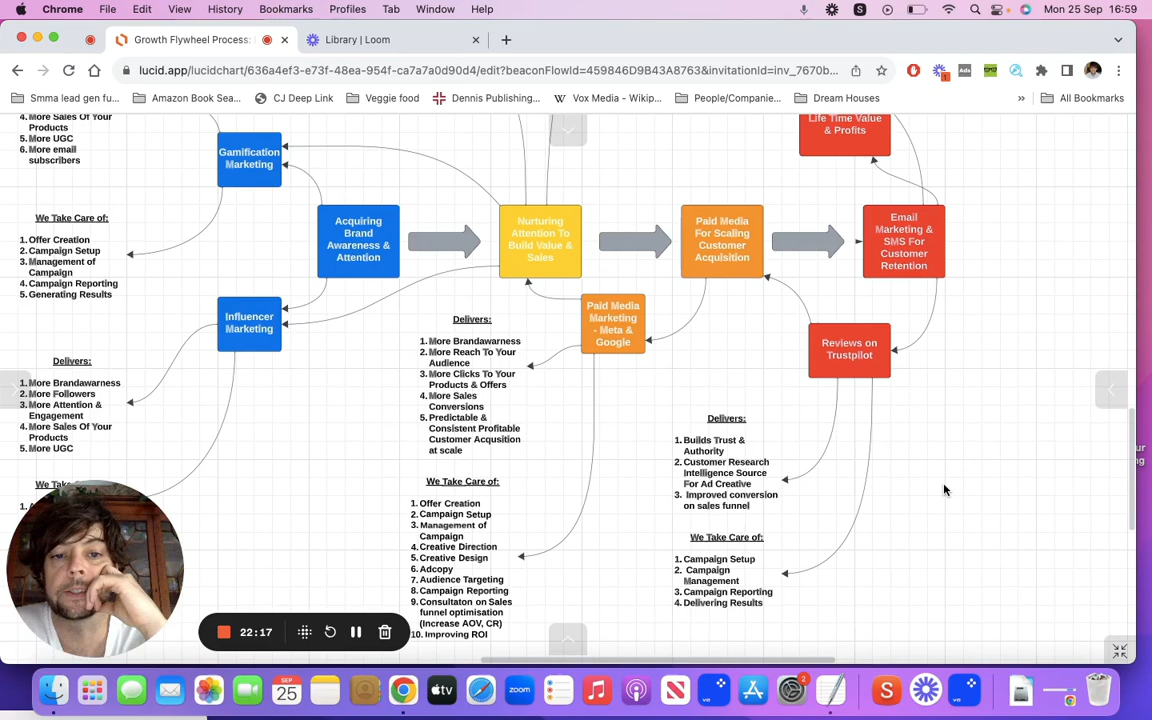 Chrome File Edit View History Bookmarks Profiles Tab Window Help
Mon 25 Sep 16:59
Growth Flywheel Process:
Library | Loom
lucid.app/lucidchart/636a4ef3-e73f-48ea-954f-ca7a7a0d90d4/edit?beaconFlowId=459846D9B43A8763&invitationId=inv_7670b...
Smma lead gen fu...
Amazon Book Sea...
CJ Deep Link
Veggie food
Dennis Publishing...
Vox Media - Wikip...
People/Companie...
Dream Houses
»
All Bookmarks
4. More Sales Of Your
Products
5. More UGC
6. More email
subscribers
Gamification
Marketing
Life Time Value
& Profits
We Take Care of:
1. Offer Creation
2. Campaign Setup
3. Management of
Campaign
4. Campaign Reporting
5. Generating Results
Acquiring
Brand
Awareness &
Attention
Nurturing
Attention To
Build Value &
Sales
Paid Media
For Scaling
Customer
Acquisition
Email
Marketing &
SMS For
Customer
Retention
Influencer
Marketing
Paid Media
Marketing
- Meta &
Google
Reviews on
Trustpilot
Delivers:
1. More Brandawareness
2. More Followers
3. More Attention &
Engagement
4. More Sales Of Your
Products
5. More UGC
We Ta
1.
Delivers:
1. More Brandawareness
2. More Reach To Your
Audience
3. More Clicks To Your
Products & Offers
4. More Sales
Conversions
5. Predictable &
Consistent Profitable
Customer Acqusition
at scale
We Take Care of:
1. Offer Creation
2. Campaign Setup
3. Management of
Campaign
4. Creative Direction
5. Creative Design
6. Adcopy
7. Audience Targeting
8. Campaign Reporting
9. Consultaton on Sales
funnel optimisation
(Increase AOV, CR)
10. Improving ROI
Delivers:
1. Builds Trust &
Authority
2. Customer Research
Intelligence Source
For Ad Creative
3. Improved conversion
on sales funnel
We Take Care of:
1. Campaign Setup
2. Campaign
Management
3. Campaign Reporting
4. Delivering Results
22:17
SEP
25
tv
zoom
2